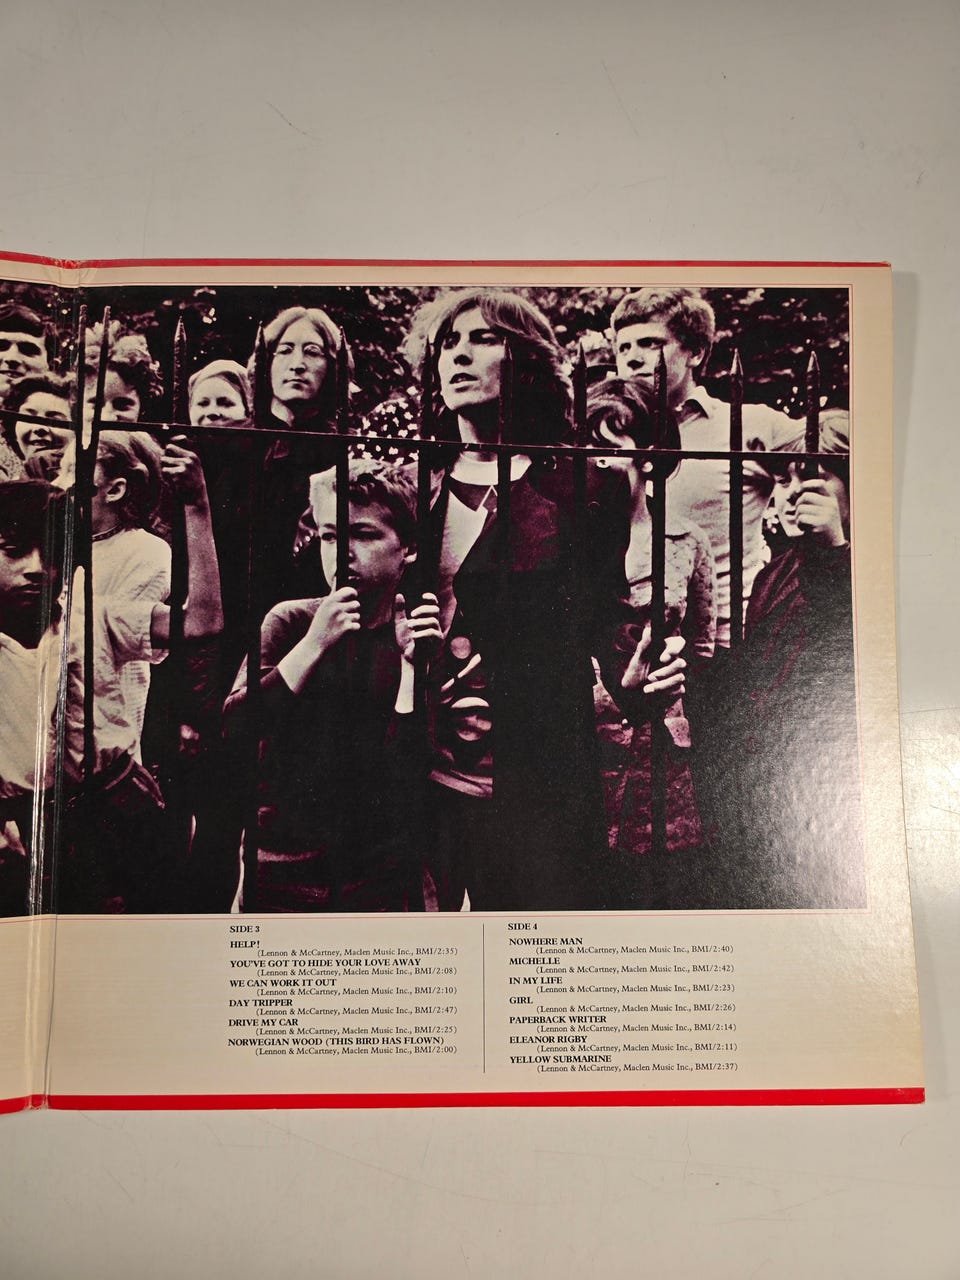 SIDE 3
HELP!
(Lennon & McCartney, Maclen Music Inc., BMI/2:35)
YOU'VE GOT TO HIDE YOUR LOVE AWAY
(Lennon & McCartney, Maclen Music Inc., BMI/2:08)
WE CAN WORK IT OUT
(Lennon & McCartney, Maclen Music Inc., BMI/2:10)
DAY TRIPPER
(Lennon & McCartney, Maclen Music Inc., BMI/2:47)
DRIVE MY CAR
(Lennon & McCartney, Maclen Music Inc., BMI/2:25)
NORWEGIAN WOOD (THIS BIRD HAS FLOWN)
(Lennon & McCartney, Maclen Music Inc., BMI/2:00)
SIDE 4
NOWHERE MAN
(Lennon & McCartney, Maclen Music Inc., BMI/2:40)
MICHELLE
(Lennon & McCartney, Maclen Music Inc., BMI/2:42)
IN MY LIFE
(Lennon & McCartney, Maclen Music Inc., BMI/2:23)
GIRL
(Lennon & McCartney, Maclen Music Inc., BMI/2:26)
PAPERBACK WRITER
(Lennon & McCartney, Maclen Music Inc., BMI/2:14)
ELEANOR RIGBY
(Lennon & McCartney, Maclen Music Inc., BMI/2:11)
YELLOW SUBMARINE
(Lennon & McCartney, Maclen Music Inc., BMI/2:37)